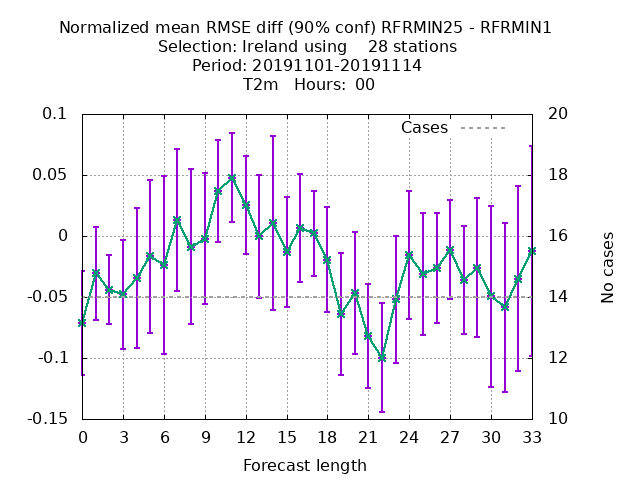 Normalized mean RMSE diff (90% conf) RFRMIN25 - RFRMIN1
Selection: Ireland using    28 stations
Period: 20191101-20191114
T2m   Hours: 00
0.1
0.05
0
-0.05
-0.1
-0.15
20
18
16
14
12
10
Cases
No cases
0 3 6 9 12 15 18 21 24 27 30 33
Forecast length